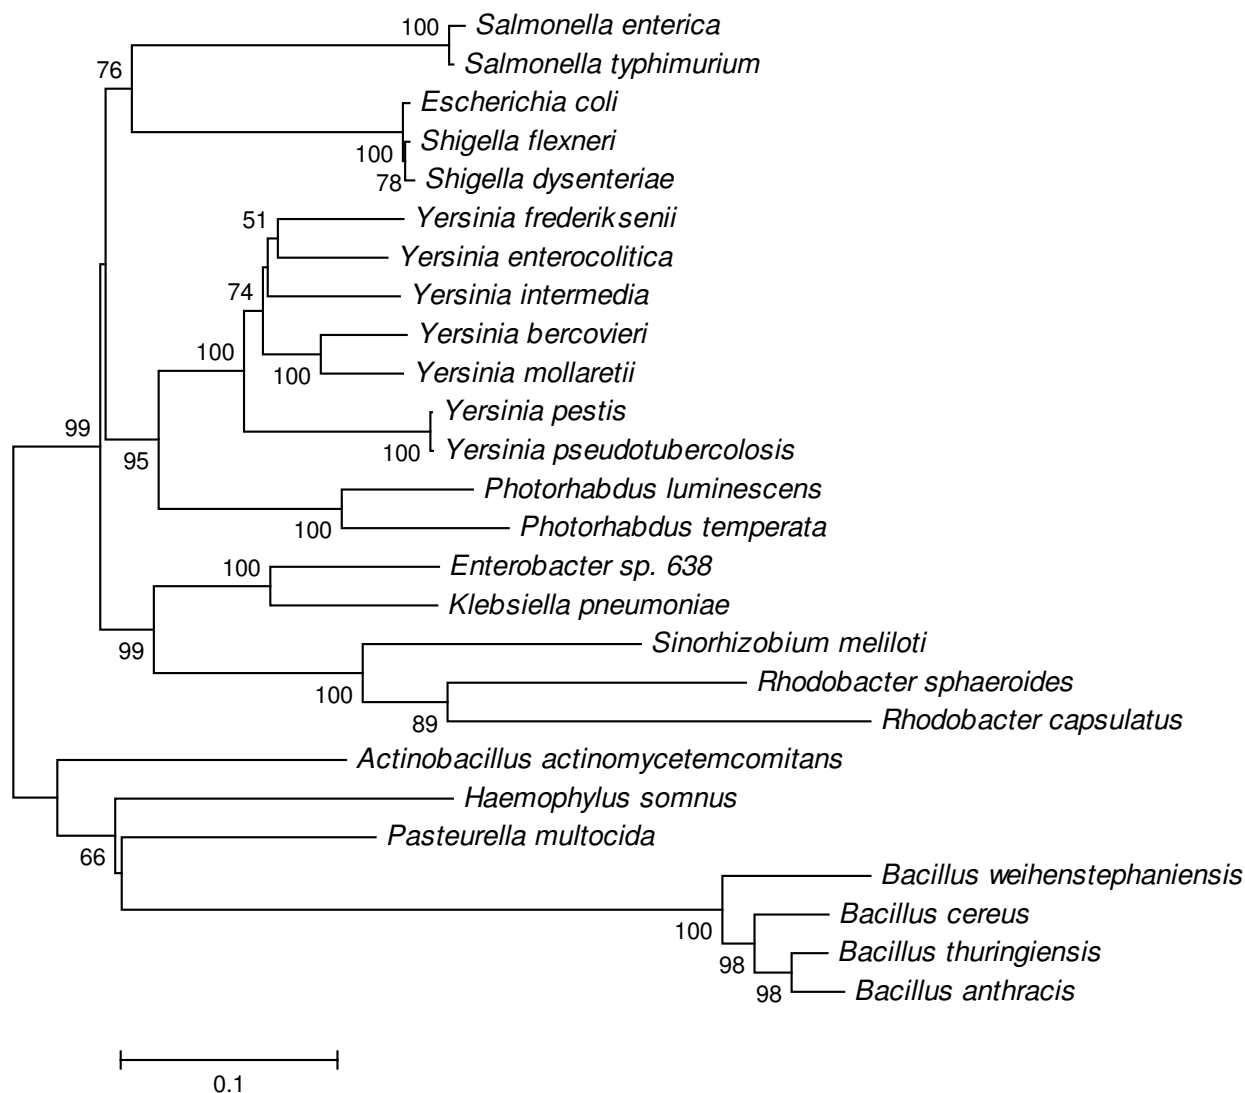 100 Salmonella enterica
Salmonella typhimurium
76
Escherichia coli
Shigella flexneri
100
78 Shigella dysenteriae
51 Yersinia frederiksenii
Yersinia enterocolitica
74 Yersinia intermedia
Yersinia bercovieri
100
100 Yersinia mollaretii
Yersinia pestis
99
100 Yersinia pseudotubercolosis
95
Photorhabdus luminescens
100 Photorhabdus temperata
100 Enterobacter sp. 638
Klebsiella pneumoniae
99 Sinorhizobium meliloti
Rhodobacter sphaeroides
100
89 Rhodobacter capsulatus
Actinobacillus actinomycetemcomitans
Haemophylus somnus
Pasteurella multocida
66
Bacillus weihenstephaniensis
Bacillus cereus
100
Bacillus thuringiensis
98
98 Bacillus anthracis
0.1